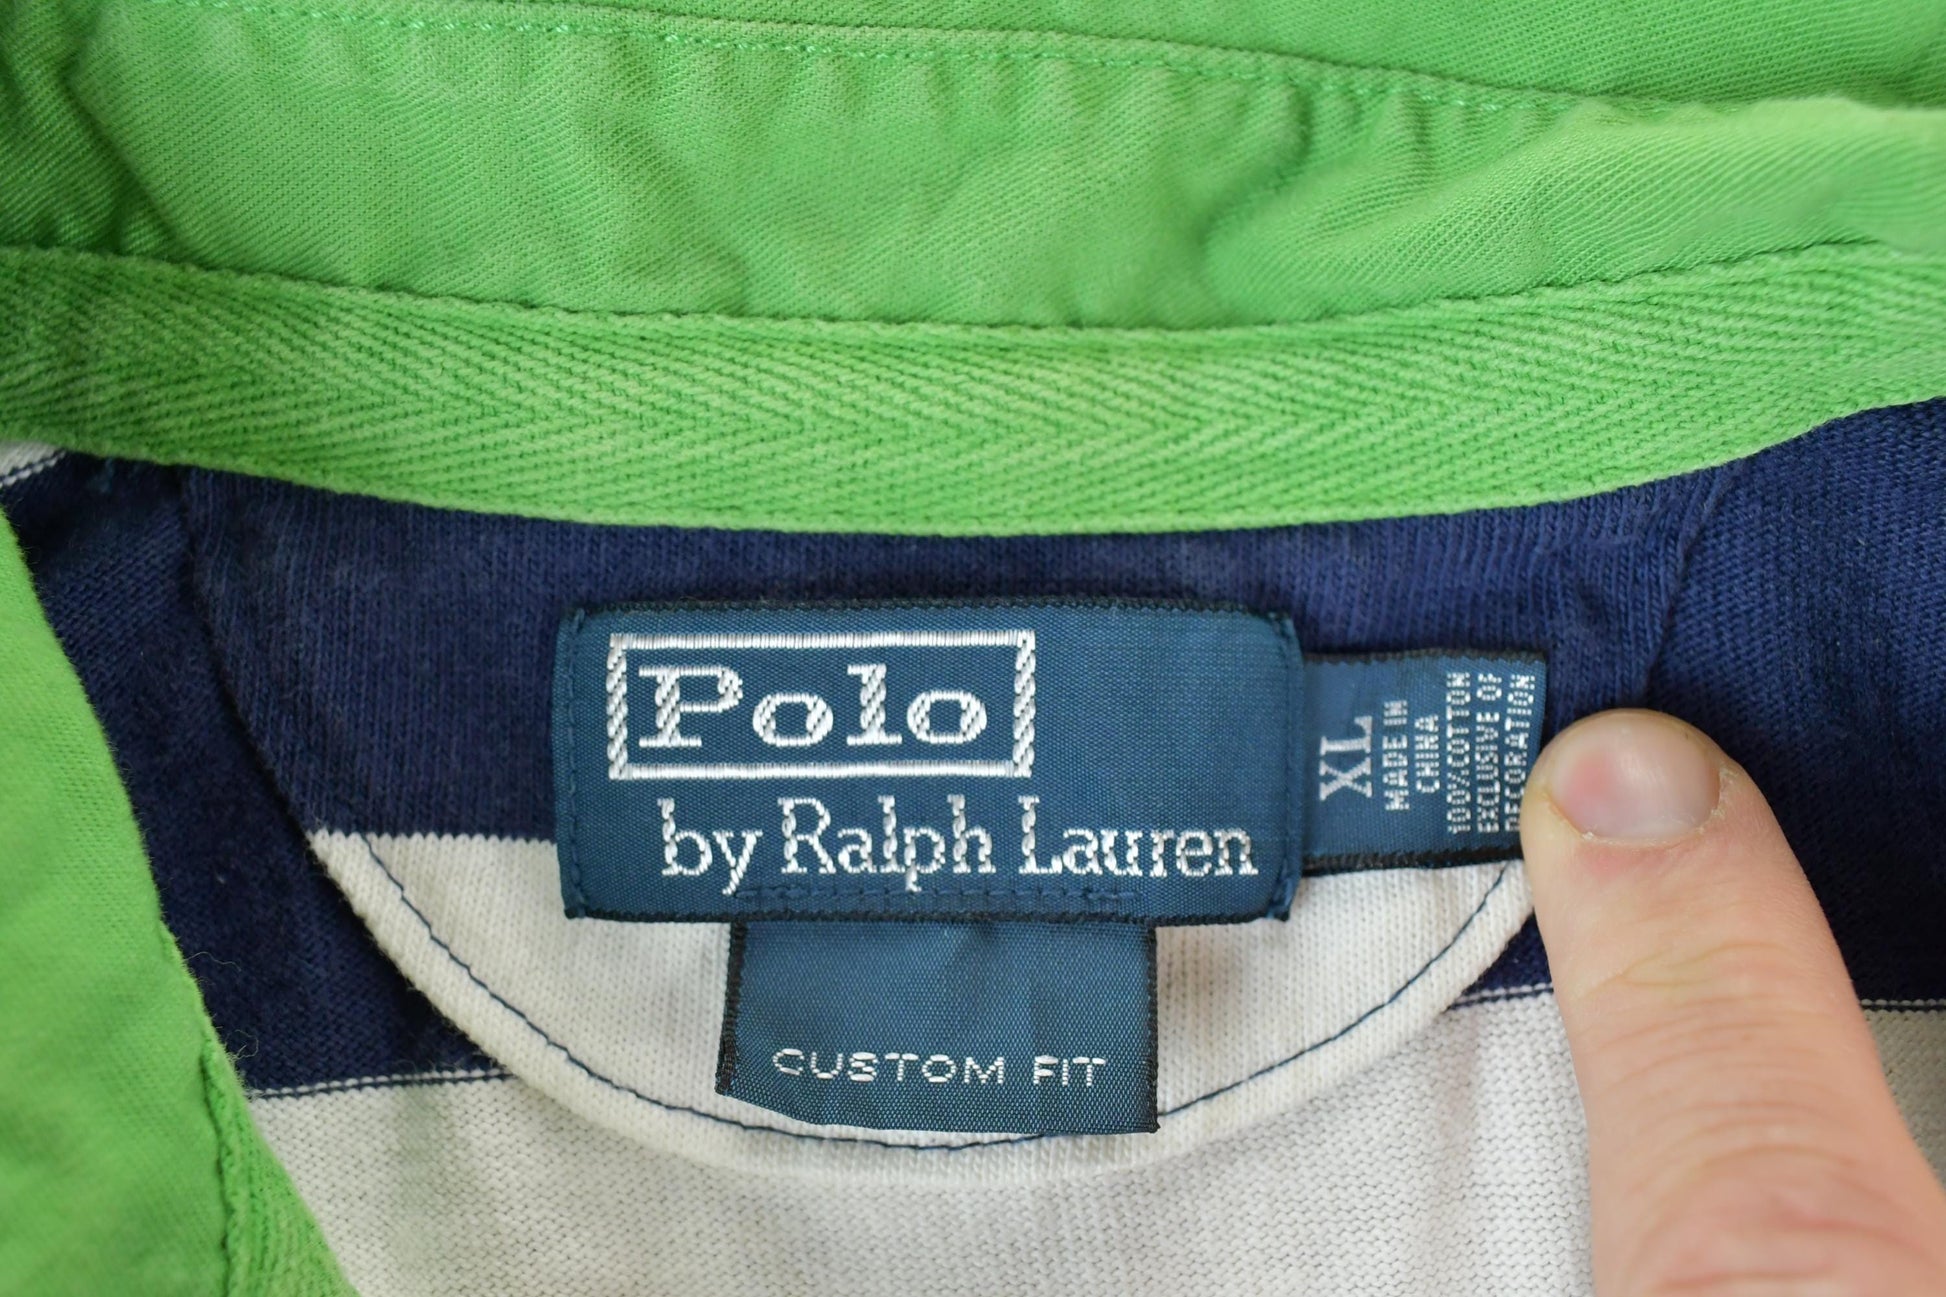 Polo
by Ralph Lauren
XL
MADE IN
CHINA
100% COTTON
EXCLUSIVE OF
DECORATION
CUSTOM FIT